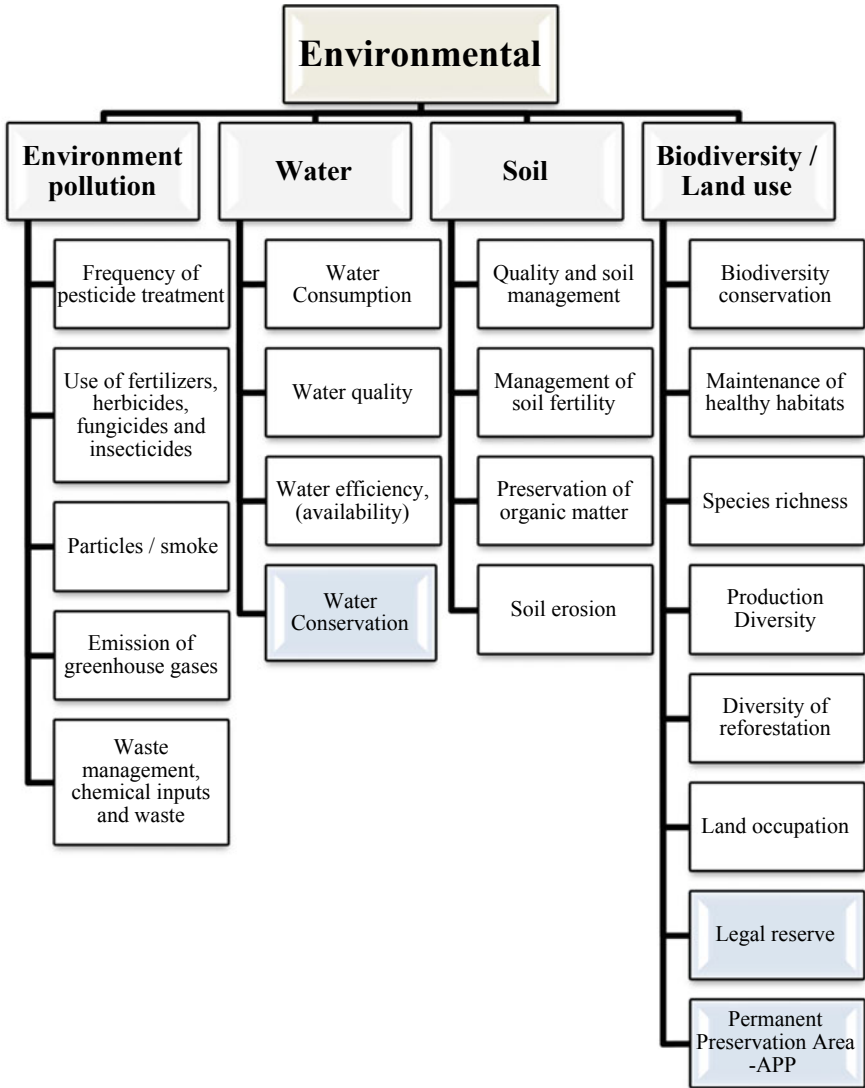 Environmental
Environment
pollution
Frequency of
pesticide treatment
Use of fertilizers,
herbicides,
fungicides and
insecticides
Particles / smoke
Emission of
greenhouse gases
Waste
management,
chemical inputs
and waste
Water
Water
Consumption
Water quality
Water efficiency,
(availability)
Water
Conservation
Soil
Quality and soil
management
Management of
soil fertility
Preservation of
organic matter
Soil erosion
Biodiversity /
Land use
Biodiversity
conservation
Maintenance of
healthy habitats
Species richness
Production
Diversity
Diversity of
reforestation
Land occupation
Legal reserve
Permanent
Preservation Area
-APP